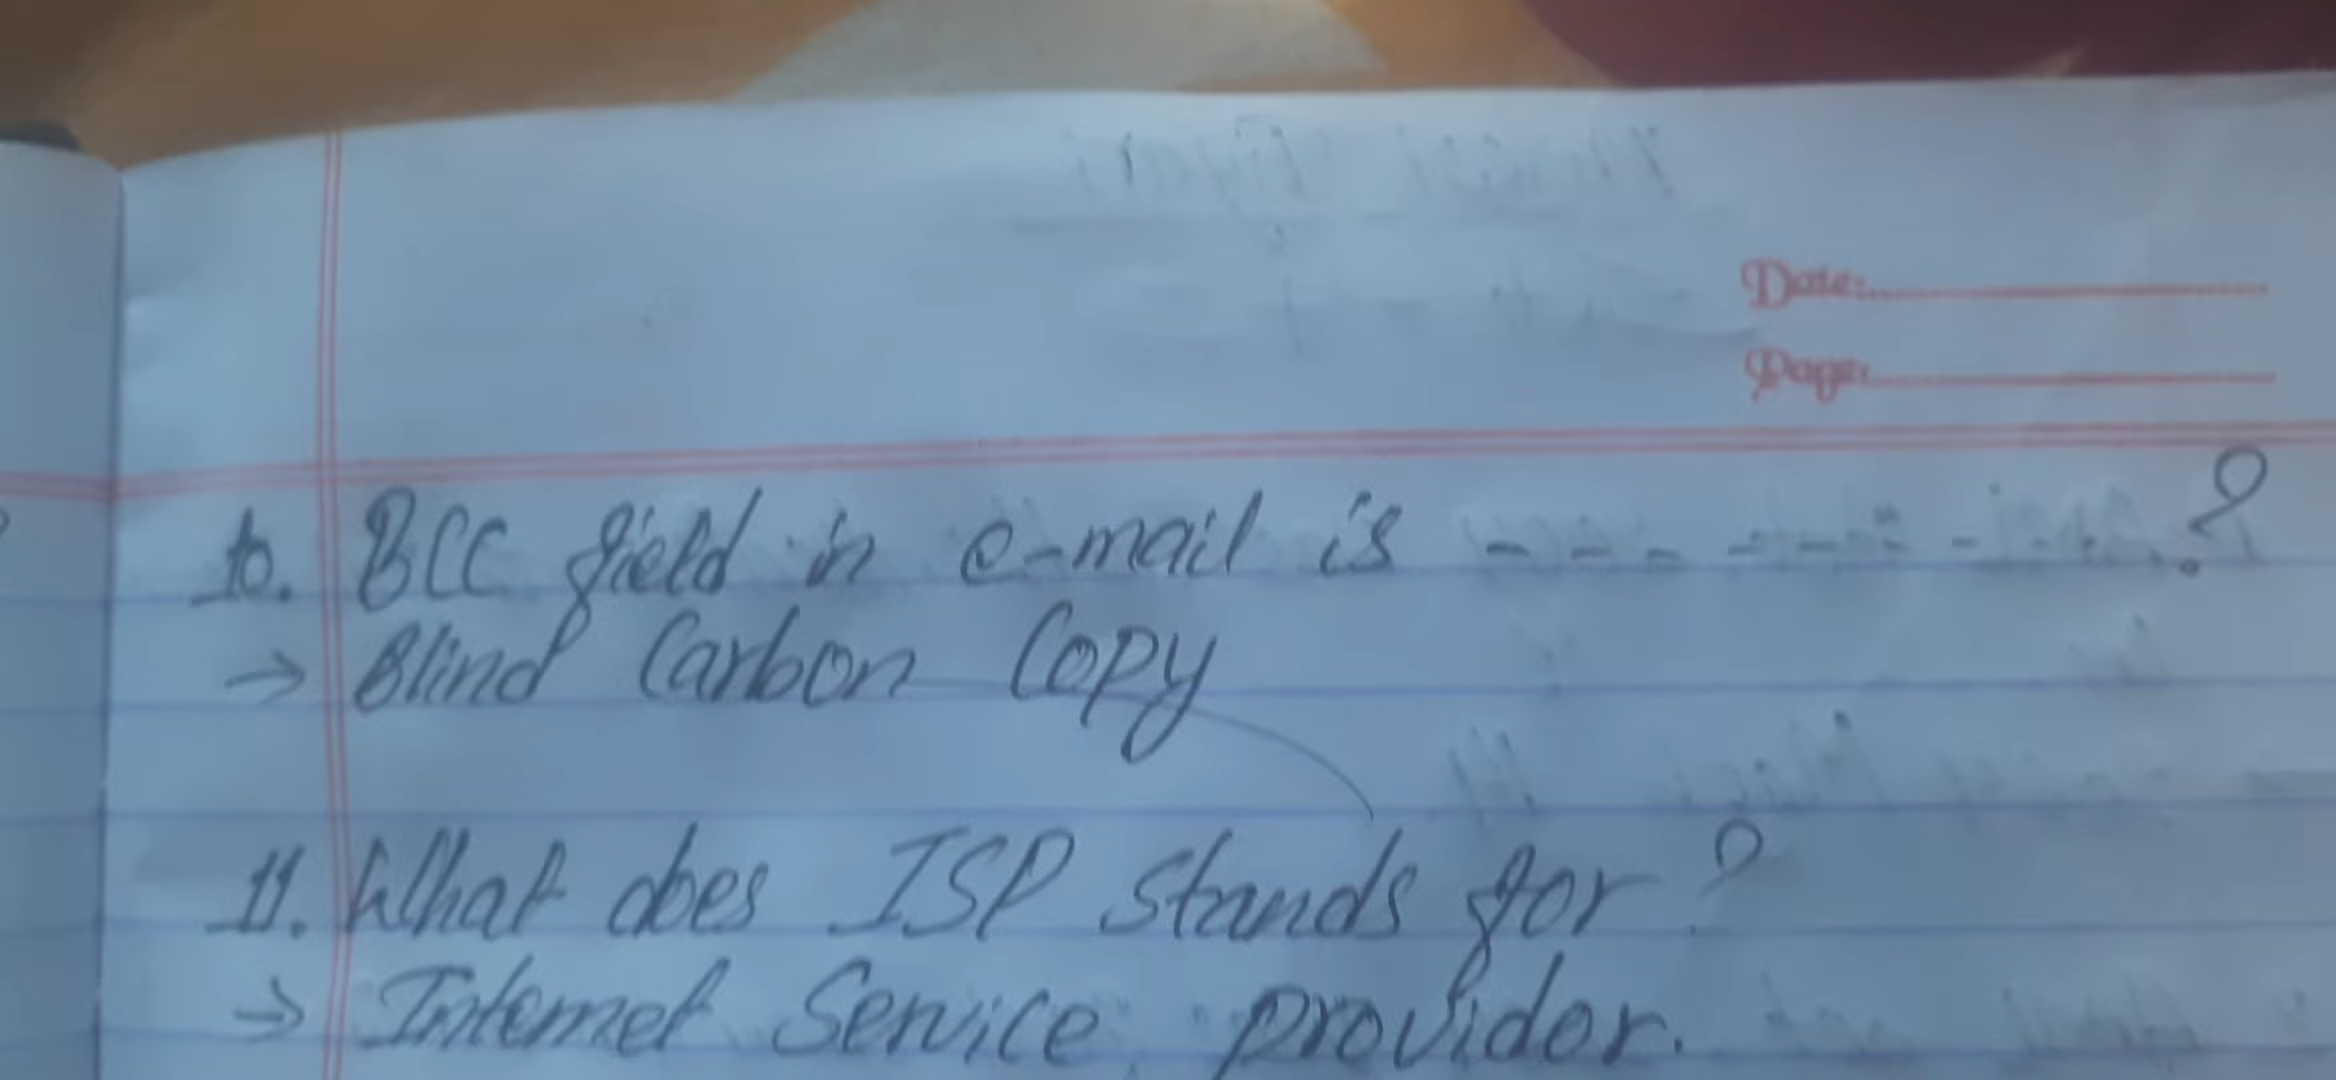 Date:
Page:
10. BCC field in e-mail is - - - - - - - - - .?
→ Blind Carbon Copy
11. What does ISP stands for?
→ Internet Service provider.